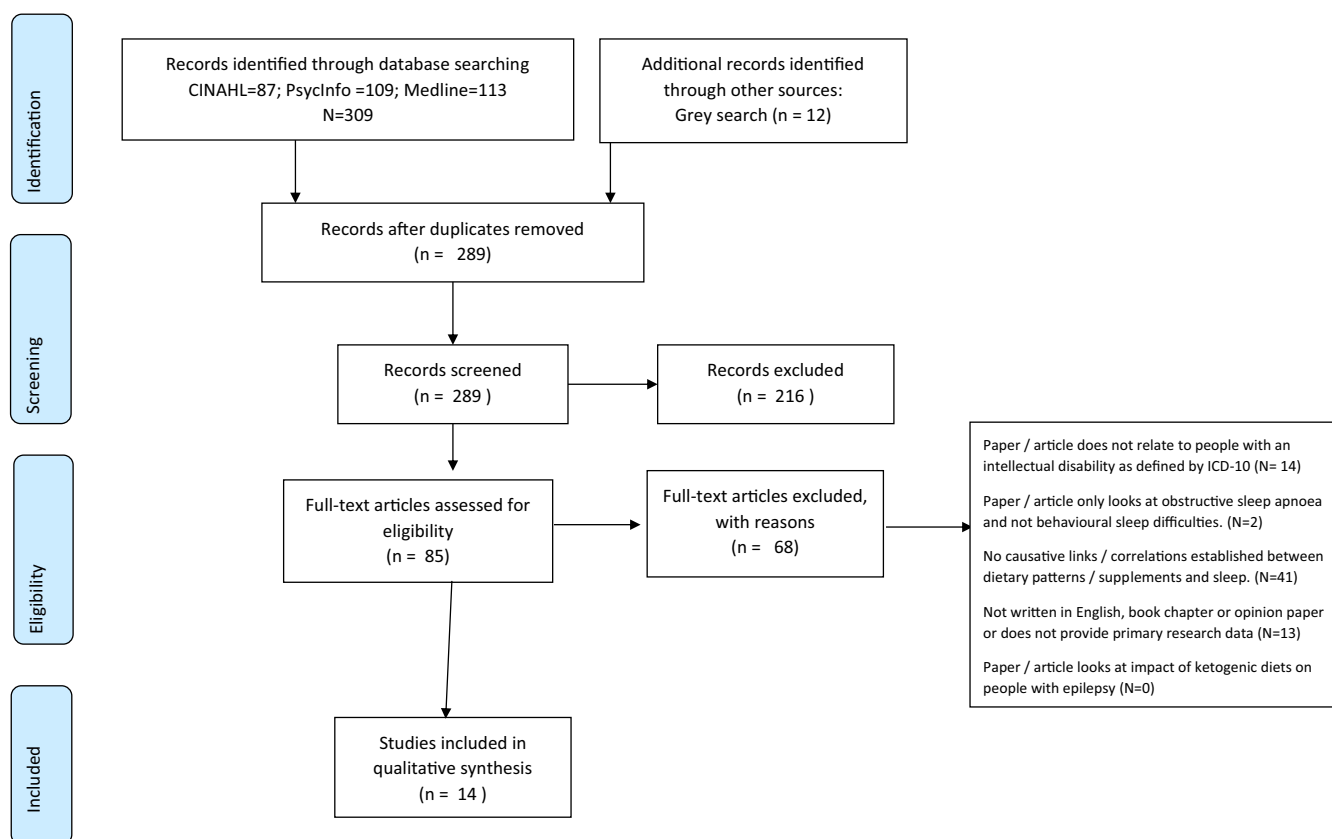 Identification
Records identified through database searching
CINAHL=87; PsycInfo =109; Medline=113
N=309
Additional records identified
through other sources:
Grey search (n = 12)
Records after duplicates removed
(n = 289)
Screening
Records screened
(n = 289 )
Records excluded
(n = 216 )
Eligibility
Full-text articles assessed for
eligibility
(n = 85)
Full-text articles excluded,
with reasons
(n = 68)
Paper / article does not relate to people with an
intellectual disability as defined by ICD-10 (N= 14)
Paper / article only looks at obstructive sleep apnoea
and not behavioural sleep difficulties. (N=2)
No causative links / correlations established between
dietary patterns / supplements and sleep. (N=41)
Not written in English, book chapter or opinion paper
or does not provide primary research data (N=13)
Paper / article looks at impact of ketogenic diets on
people with epilepsy (N=0)
Included
Studies included in
qualitative synthesis
(n = 14 )